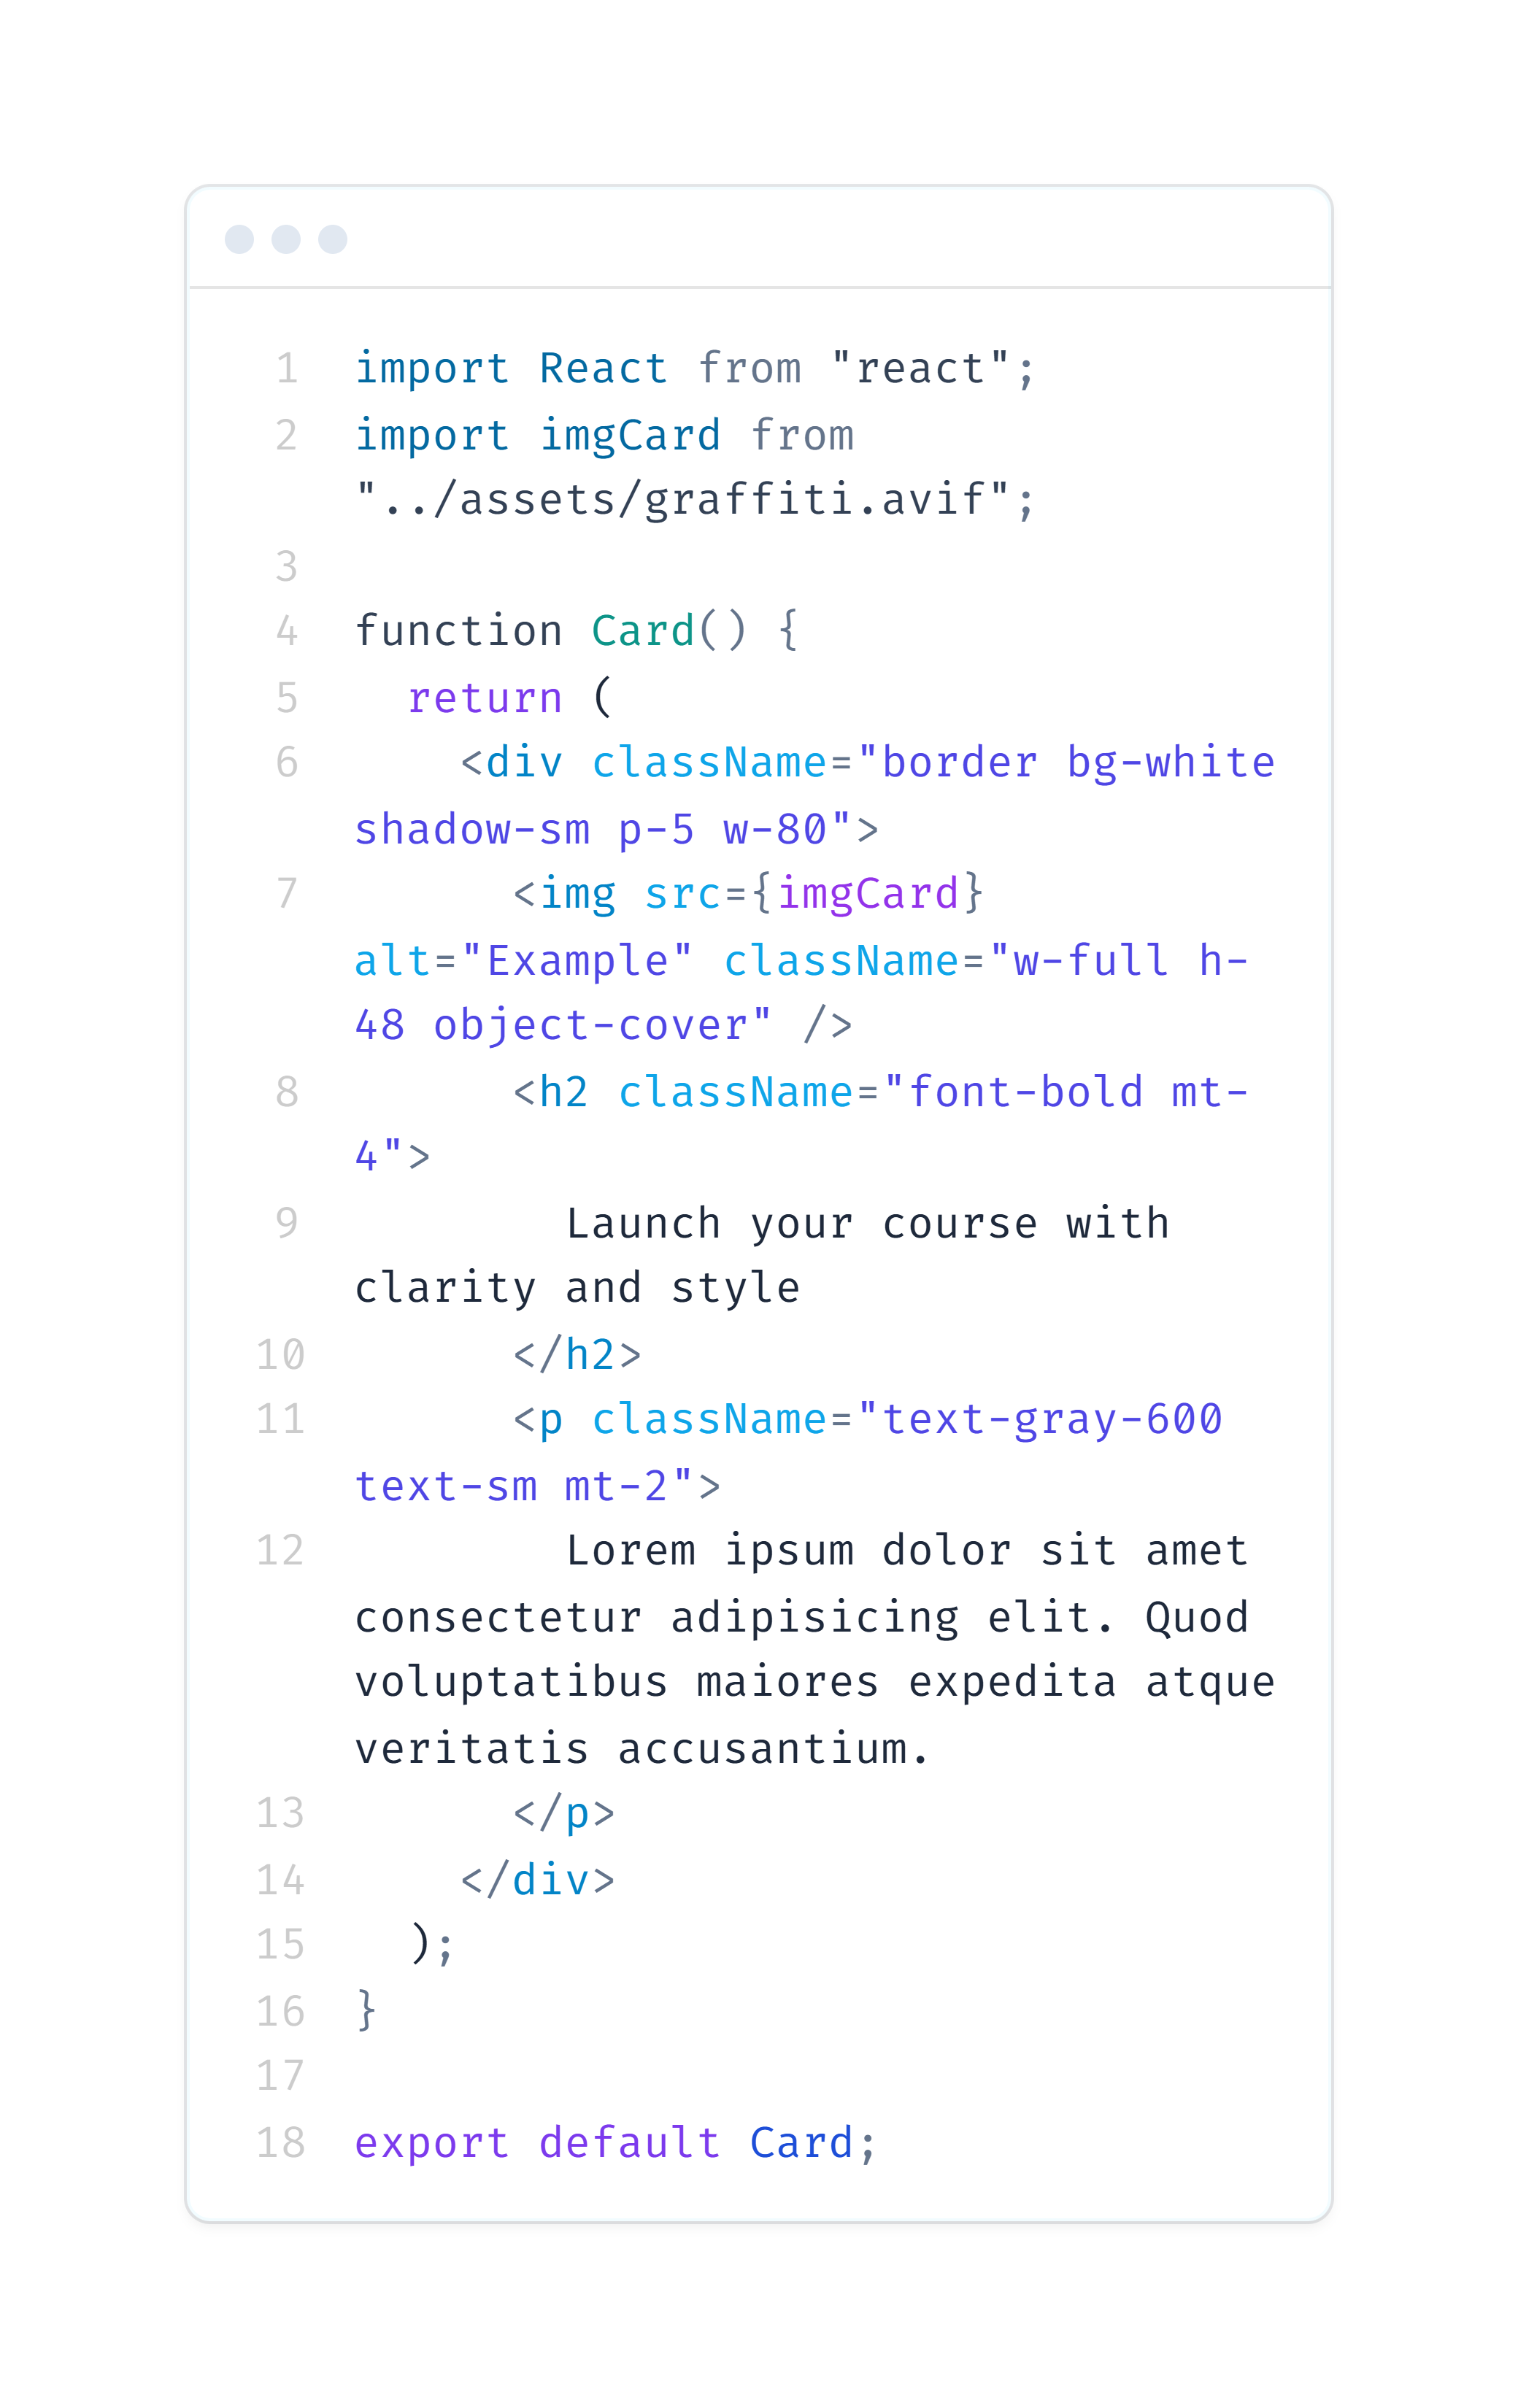 1 import React from "react";
2 import imgCard from
"../assets/graffiti.avif";
3
4 function Card() {
5   return (
6     <div className="border bg-white
shadow-sm p-5 w-80">
7       <img src={imgCard}
alt="Example" className="w-full h-
48 object-cover" />
8       <h2 className="font-bold mt-
4">
9         Launch your course with
clarity and style
10       </h2>
11       <p className="text-gray-600
text-sm mt-2">
12         Lorem ipsum dolor sit amet
consectetur adipisicing elit. Quod
voluptatibus maiores expedita atque
veritatis accusantium.
13       </p>
14     </div>
15   );
16 }
17
18 export default Card;